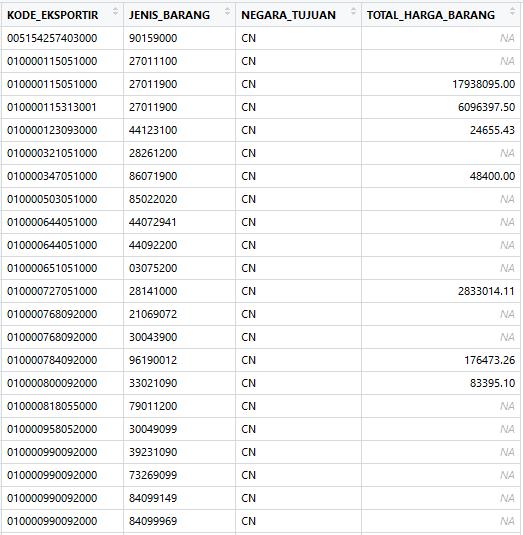 KODE_EKSPORTIR JENIS_BARANG NEGARA_TUJUAN TOTAL_HARGA_BARANG
005154257403000 90159000 CN NA
010000115051000 27011100 CN NA
010000115051000 27011900 CN 17938095.00
010000115313001 27011900 CN 6096397.50
010000123093000 44123100 CN 24655.43
010000321051000 28261200 CN NA
010000347051000 86071900 CN 48400.00
010000503051000 85022020 CN NA
010000644051000 44072941 CN NA
010000644051000 44092200 CN NA
010000651051000 03075200 CN NA
010000727051000 28141000 CN 2833014.11
010000768092000 21069072 CN NA
010000768092000 30043900 CN NA
010000784092000 96190012 CN 176473.26
010000800092000 33021090 CN 83395.10
010000818055000 79011200 CN NA
010000958052000 30049099 CN NA
010000990092000 39231090 CN NA
010000990092000 73269099 CN NA
010000990092000 84099149 CN NA
010000990092000 84099969 CN NA